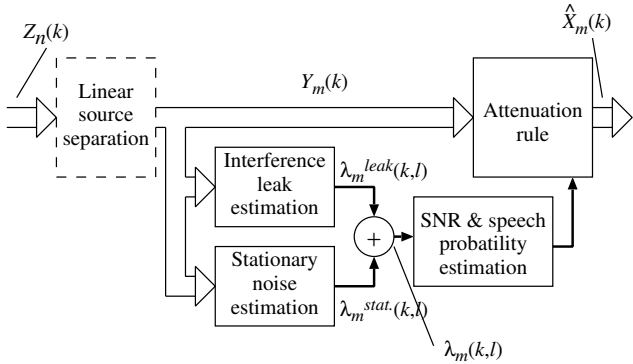 Z_n(k)
X̂_m(k)
Linear
source
separation
Y_m(k)
Attenuation
rule
Interference
leak
estimation
λ_m^leak(k,l)
+
SNR & speech
probatility
estimation
Stationary
noise
estimation
λ_m^stat.(k,l)
λ_m(k,l)